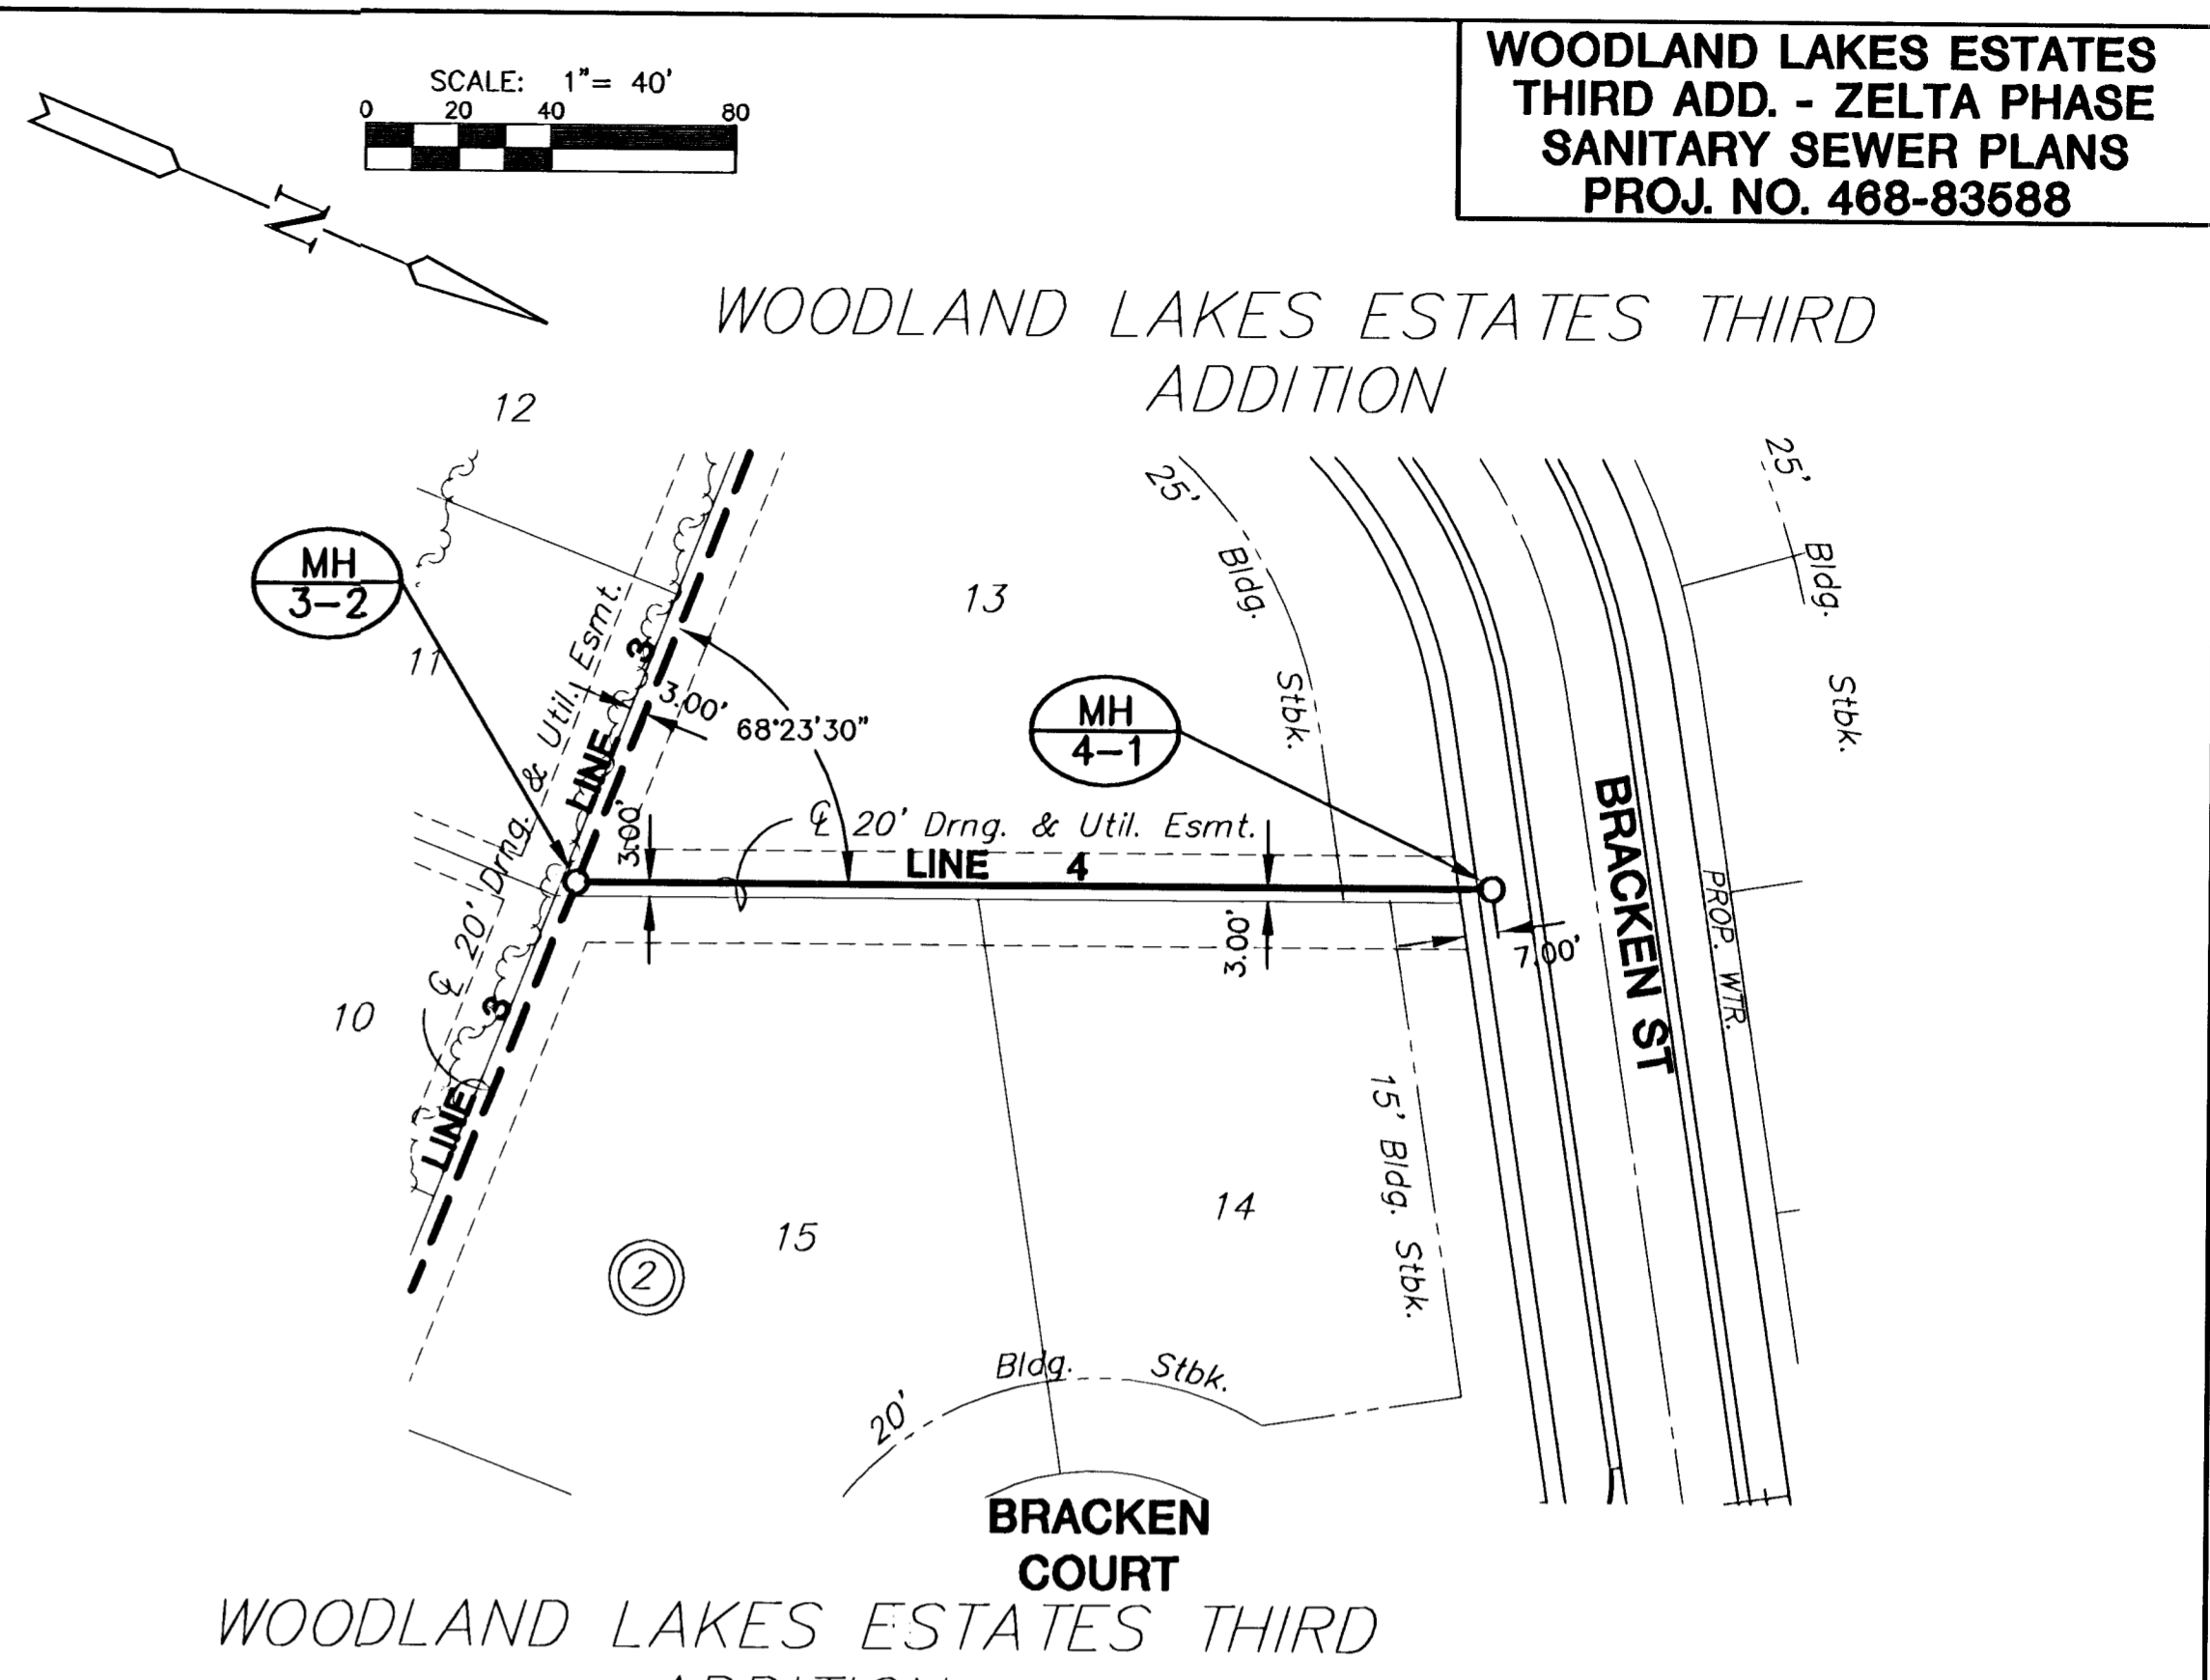 WOODLAND LAKES ESTATES
THIRD ADD. - ZELTA PHASE
SANITARY SEWER PLANS
PROJ. NO. 468-83588
SCALE: 1"= 40'
0 20 40 80
N
WOODLAND LAKES ESTATES THIRD
ADDITION
12
25' Bldg. Stbk.
25' Bldg. Stbk.
MH
3-2
13
11
3.00'
68°23'30"
MH
4-1
LINE 3
℄ 20' Drng. & Util. Esmt.
3.00'
℄ 20' Drng. & Util. Esmt.
LINE 4
BRACKEN ST
PROP. WTR.
3.00'
7.00'
10
LINE 3
15' Bldg. Stbk.
14
15
2
20' Bldg. Stbk.
BRACKEN
COURT
WOODLAND LAKES ESTATES THIRD